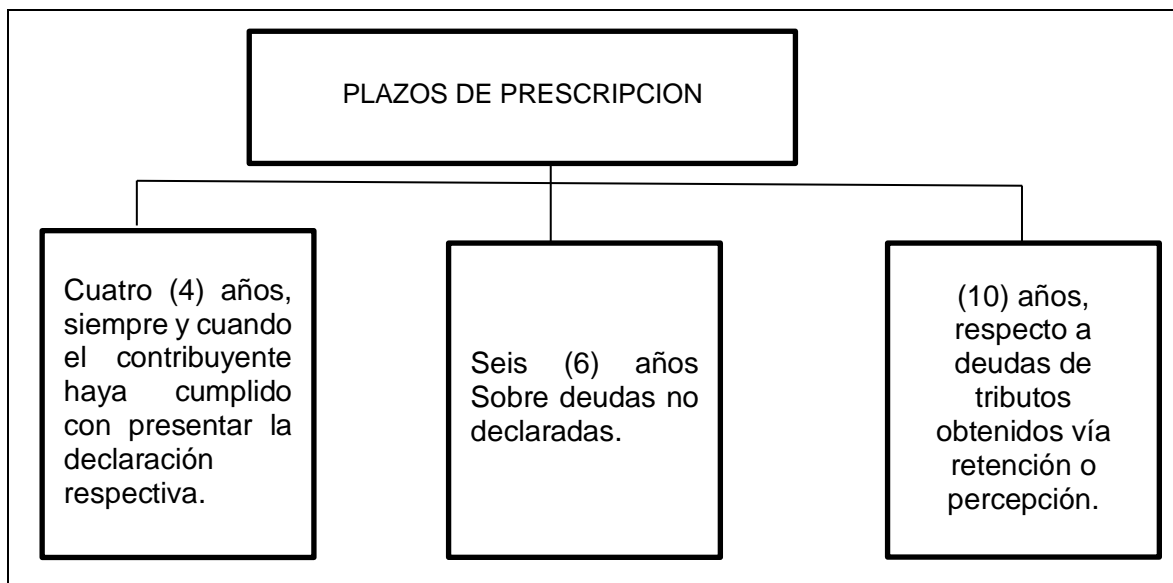 PLAZOS DE PRESCRIPCION
Cuatro (4) años,
siempre y cuando
el contribuyente
haya cumplido
con presentar la
declaración
respectiva.
Seis (6) años
Sobre deudas no
declaradas.
(10) años,
respecto a
deudas de
tributos
obtenidos vía
retención o
percepción.